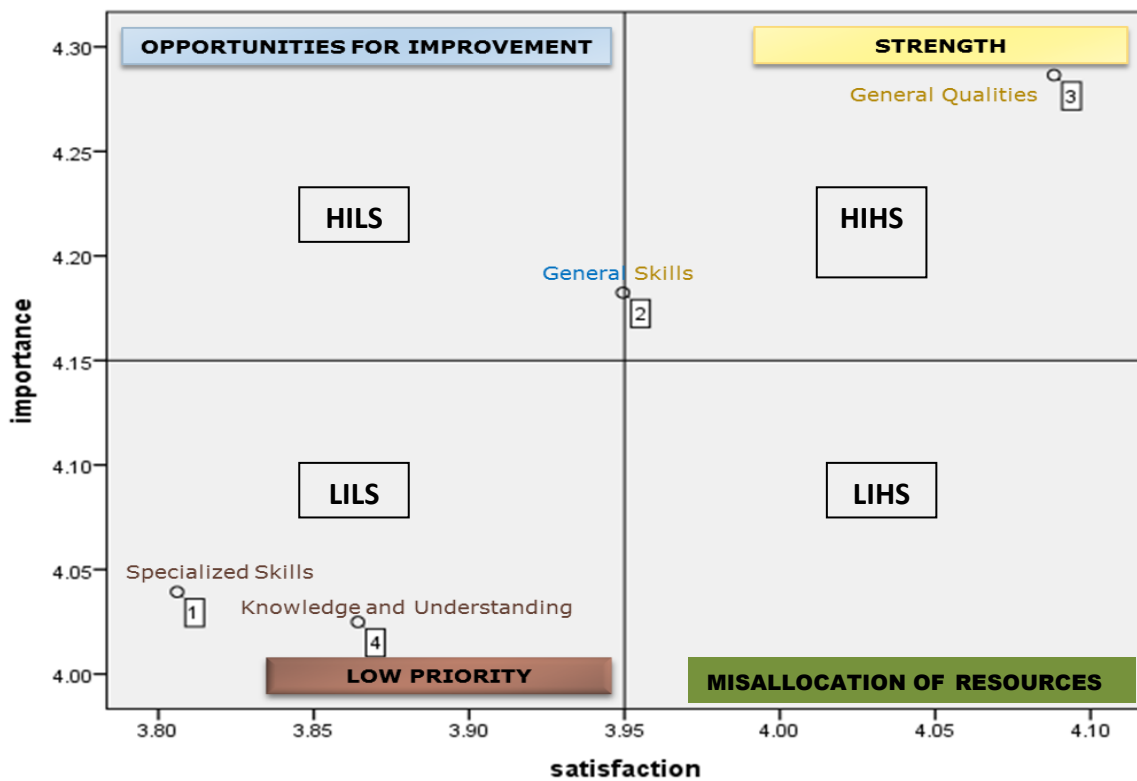 4.30
OPPORTUNITIES FOR IMPROVEMENT
STRENGTH
General Qualities
3
4.25
HILS
HIHS
4.20
General Skills
2
importance
4.15
4.10
LILS
LIHS
4.05
Specialized Skills
1
Knowledge and Understanding
4
4.00
LOW PRIORITY
MISALLOCATION OF RESOURCES
3.80 3.85 3.90 3.95 4.00 4.05 4.10
satisfaction